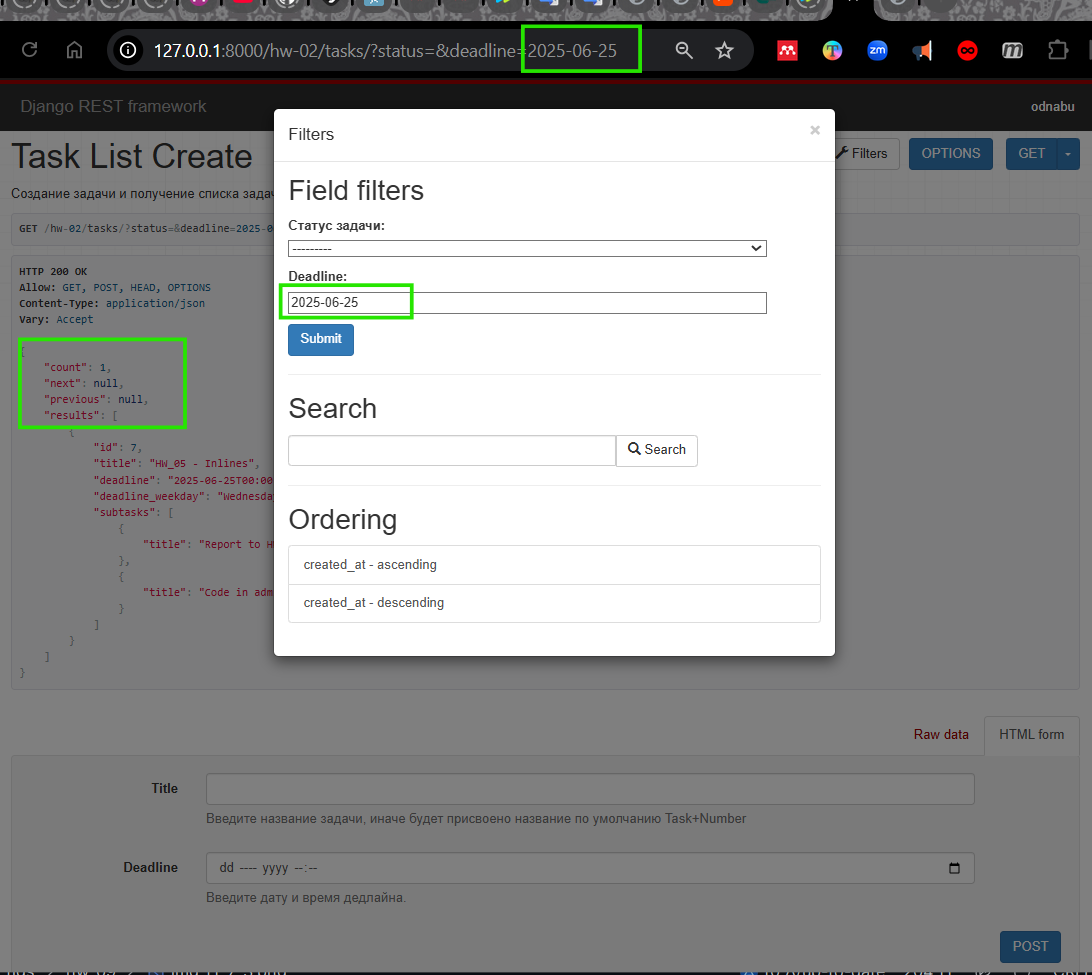 127.0.0.1:8000/hw-02/tasks/?status=&deadline=2025-06-25
zm
Django REST framework
odnabu
Filters
×
Task List Create
Filters
OPTIONS
GET
Создание задачи и получение списка
Field filters
GET /hw-02/tasks/?status=&deadline=2025-0
Статус задачи:
---------
HTTP 200 OK
Allow: GET, POST, HEAD, OPTIONS
Content-Type: application/json
Vary: Accept
Deadline:
2025-06-25
Submit
{
"count": 1,
"next": null,
"previous": null,
"results": [
{
"id": 7,
"title": "HW_05 - Inlines",
"deadline": "2025-06-25T00:00
"deadline_weekday": "Wednesda
"subtasks": [
{
"title": "Report to H
},
{
"title": "Code in adm
}
]
}
]
}
Search
Search
Ordering
created_at - ascending
created_at - descending
Raw data
HTML form
Title
Введите название задачи, иначе будет присвоено название по умолчанию Task+Number
Deadline
dd ---- yyyy --:--
Введите дату и время дедлайна.
POST